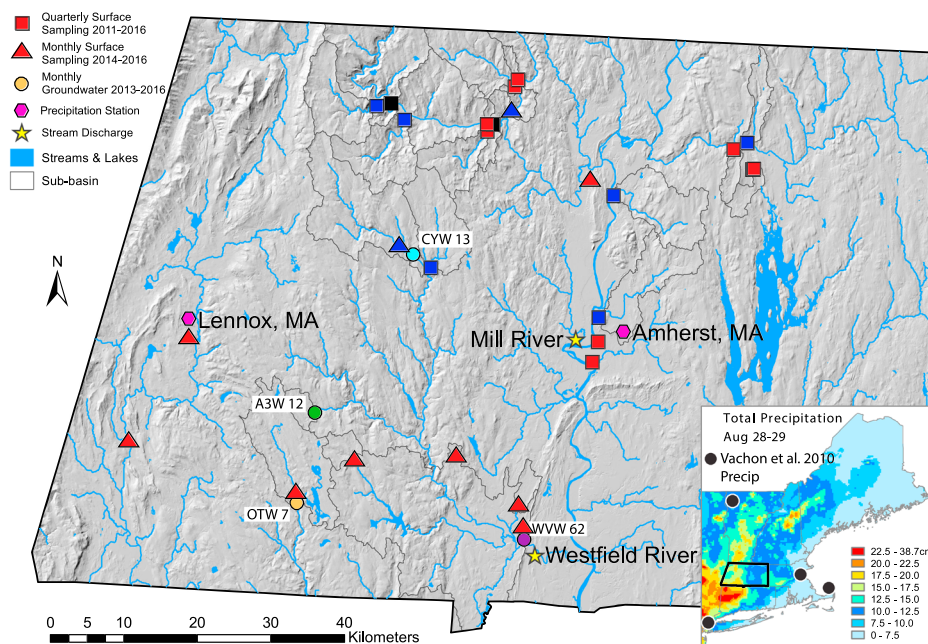 Quarterly Surface
Sampling 2011-2016
Monthly Surface
Sampling 2014-2016
Monthly
Groundwater 2013-2016
Precipitation Station
Stream Discharge
Streams & Lakes
Sub-basin
N
CYW 13
Lennox, MA
Mill River
Amherst, MA
A3W 12
OTW 7
WVW 62
Westfield River
0 5 10 20 30 40
Kilometers
Total Precipitation
Aug 28-29
Vachon et al. 2010
Precip
22.5 - 38.7cm
20.0 - 22.5
17.5 - 20.0
15.0 - 17.5
12.5 - 15.0
10.0 - 12.5
7.5 - 10.0
0 - 7.5